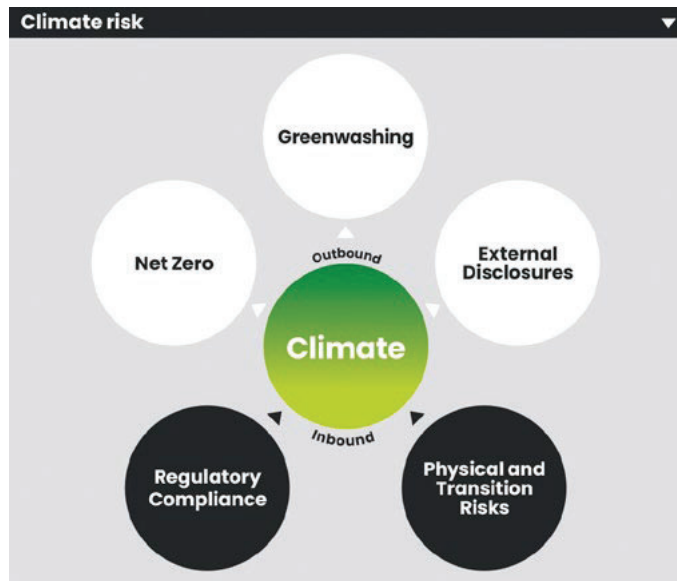 Climate risk
Greenwashing
Net Zero
Outbound
External
Disclosures
Climate
Inbound
Regulatory
Compliance
Physical and
Transition
Risks